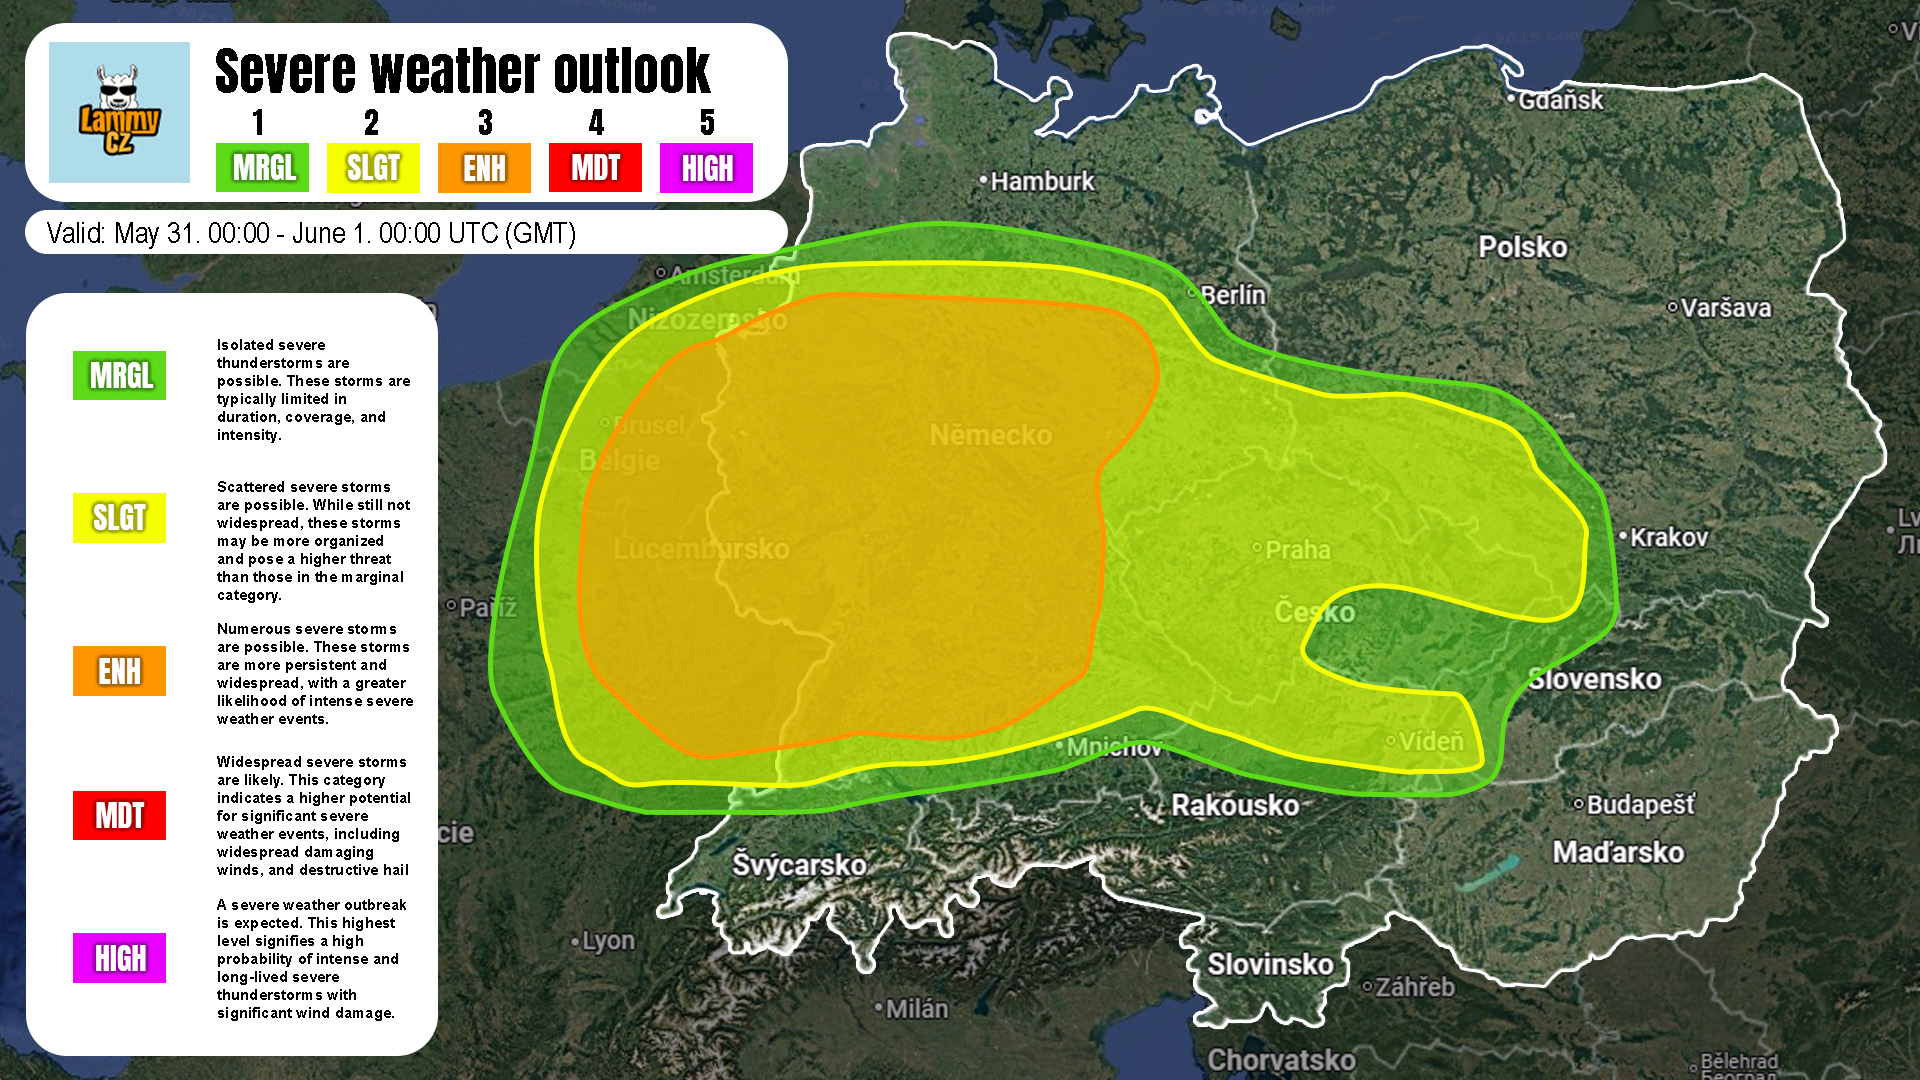 Lammy
CZ
Severe weather outlook
1 2 3 4 5
MRGL SLGT ENH MDT HIGH
Valid: May 31. 00:00 - June 1. 00:00 UTC (GMT)
MRGL
Isolated severe
thunderstorms are
possible. These storms are
typically limited in
duration, coverage, and
intensity.
SLGT
Scattered severe storms
are possible. While still not
widespread, these storms
may be more organized
and pose a higher threat
than those in the marginal
category.
ENH
Numerous severe storms
are possible. These storms
are more persistent and
widespread, with a greater
likelihood of intense severe
weather events.
MDT
Widespread severe storms
are likely. This category
indicates a higher potential
for significant severe
weather events, including
widespread damaging
winds, and destructive hail
HIGH
A severe weather outbreak
is expected. This highest
level signifies a high
probability of intense and
long-lived severe
thunderstorms with
significant wind damage.
Gdaňsk
Hamburk
Polsko
Amsterdam
Berlín
Varšava
Nizozemsko
Brusel
Německo
Belgie
Krakov
Lucembursko
Praha
Paříž
Česko
Slovensko
Vídeň
Mnichov
Rakousko
Budapešť
cie
Maďarsko
Švýcarsko
Lyon
Slovinsko
Záhřeb
Milán
Chorvatsko
Bělehrad